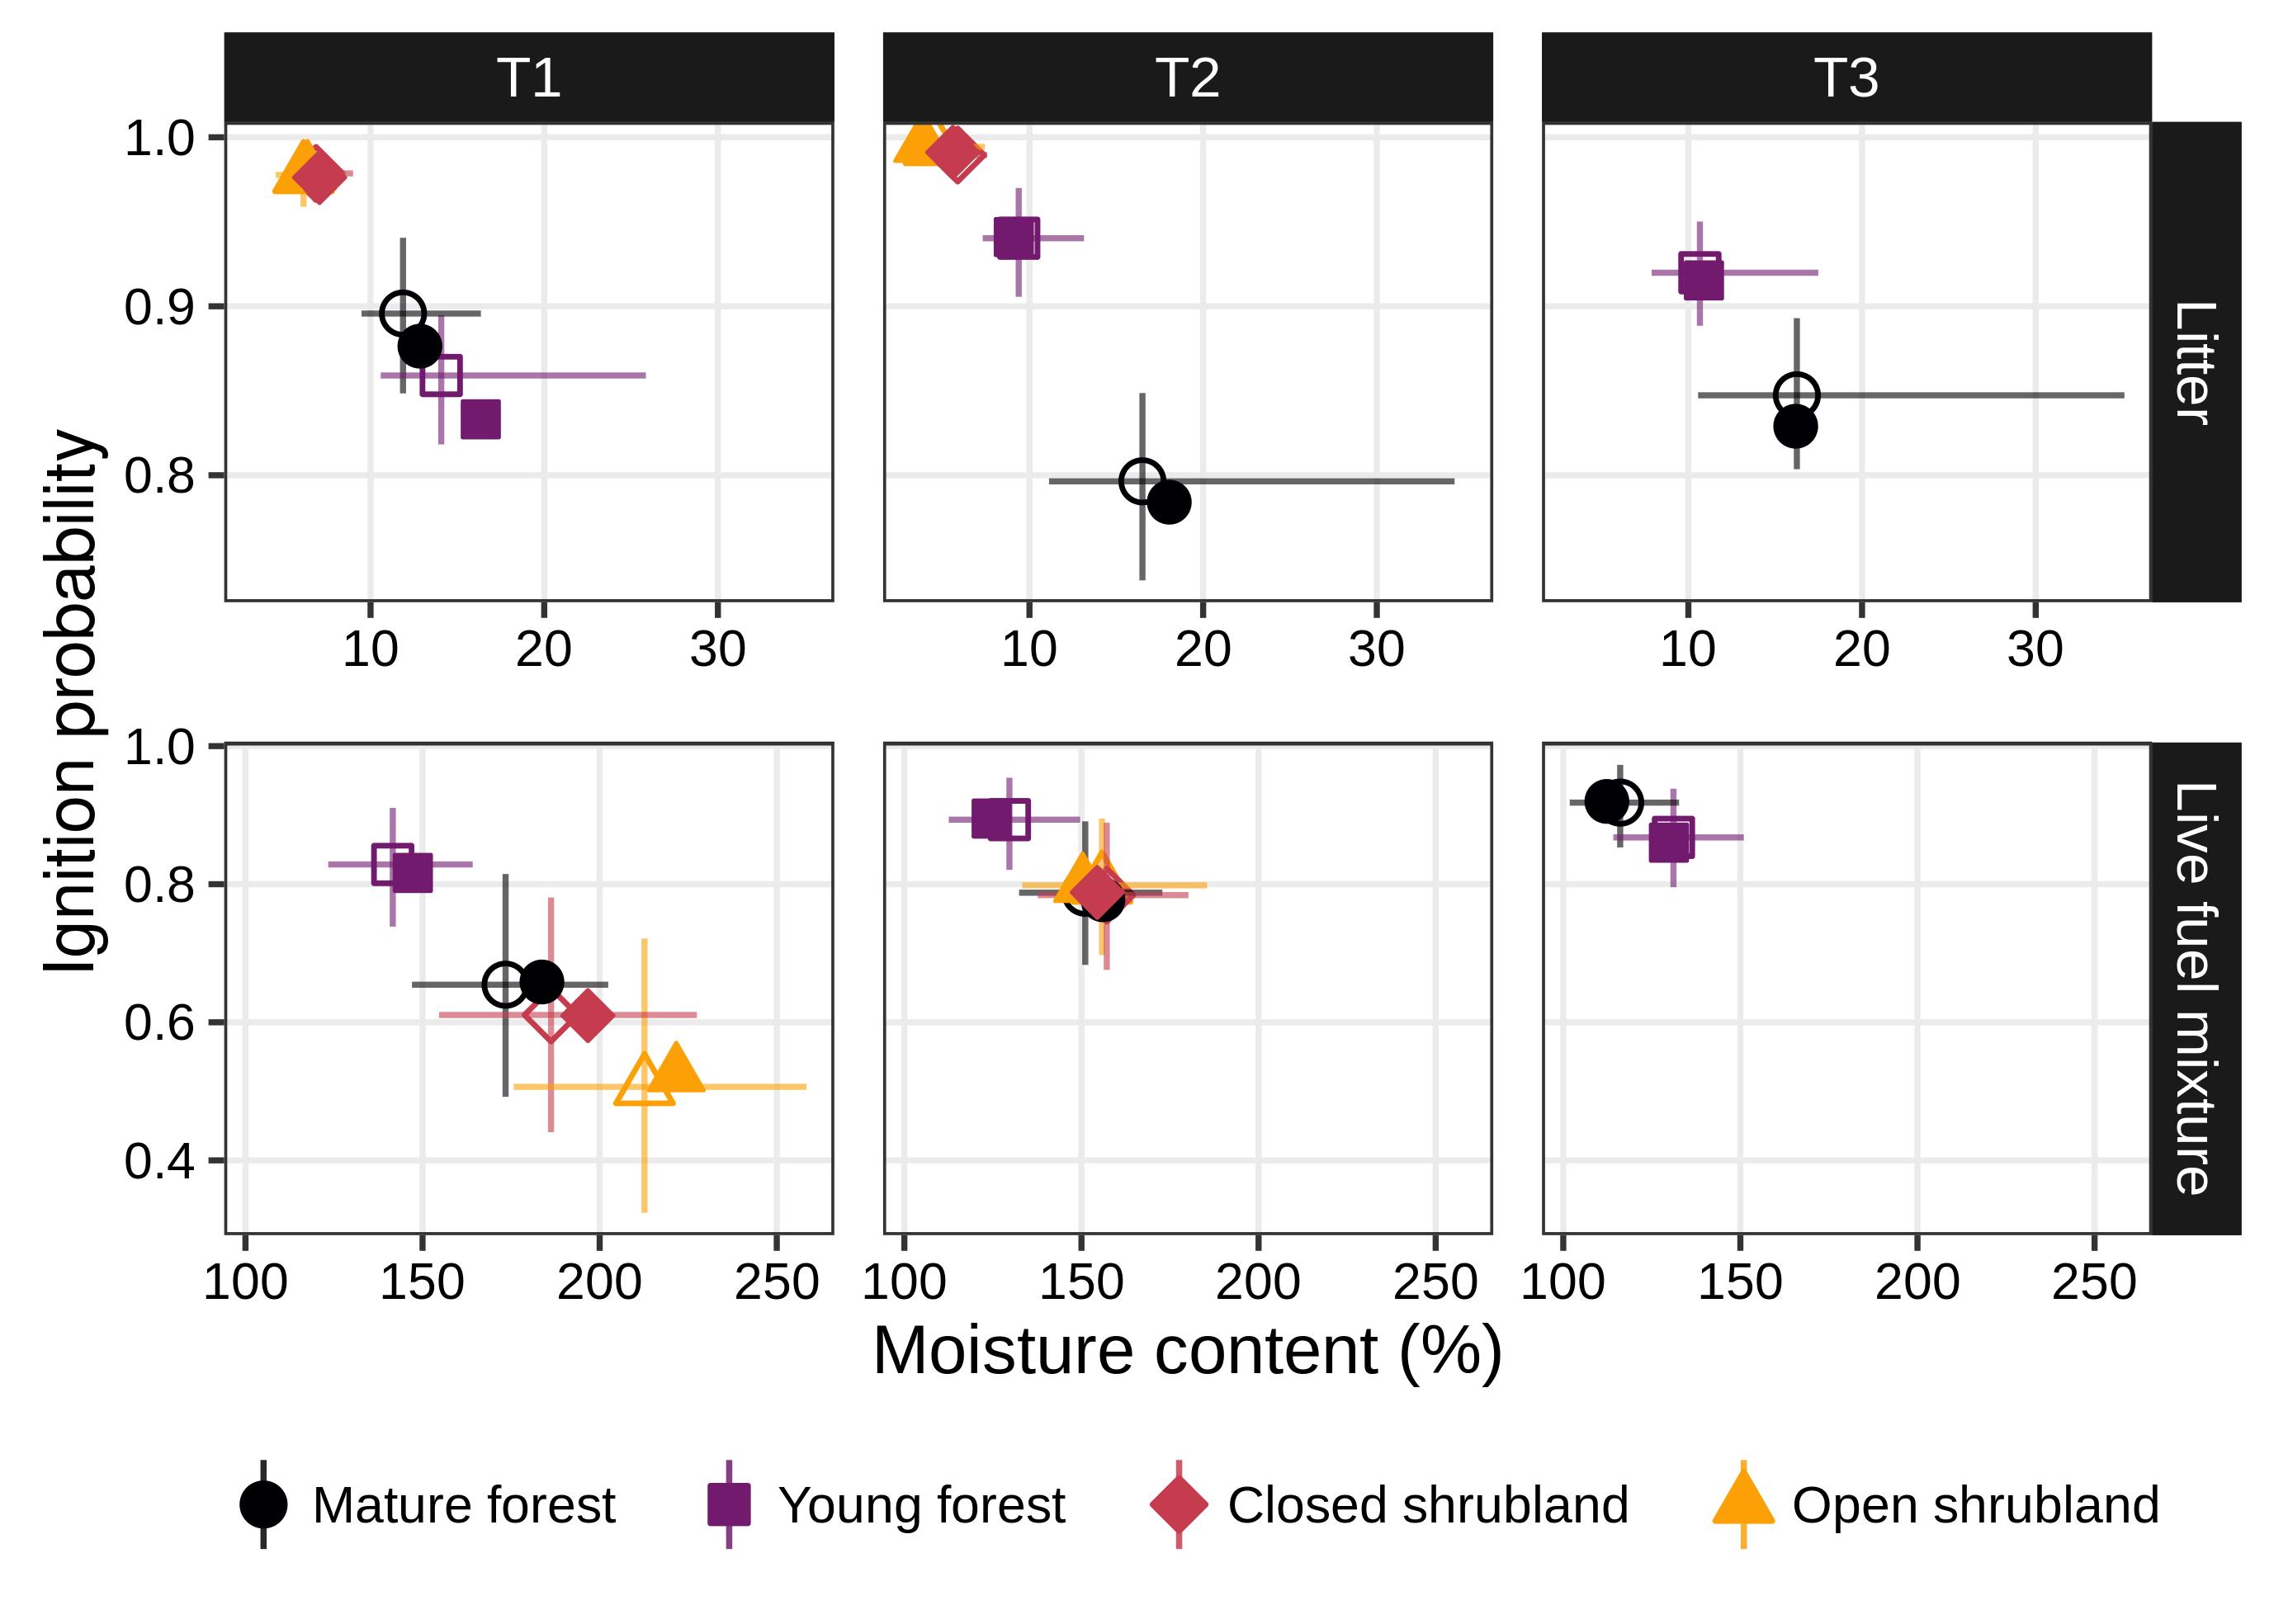 T1 T2 T3
1.0
0.9
0.8
Litter
10 20 30 10 20 30 10 20 30
Ignition probability
1.0
0.8
0.6
0.4
Live fuel mixture
100 150 200 250 100 150 200 250 100 150 200 250
Moisture content (%)
Mature forest Young forest Closed shrubland Open shrubland